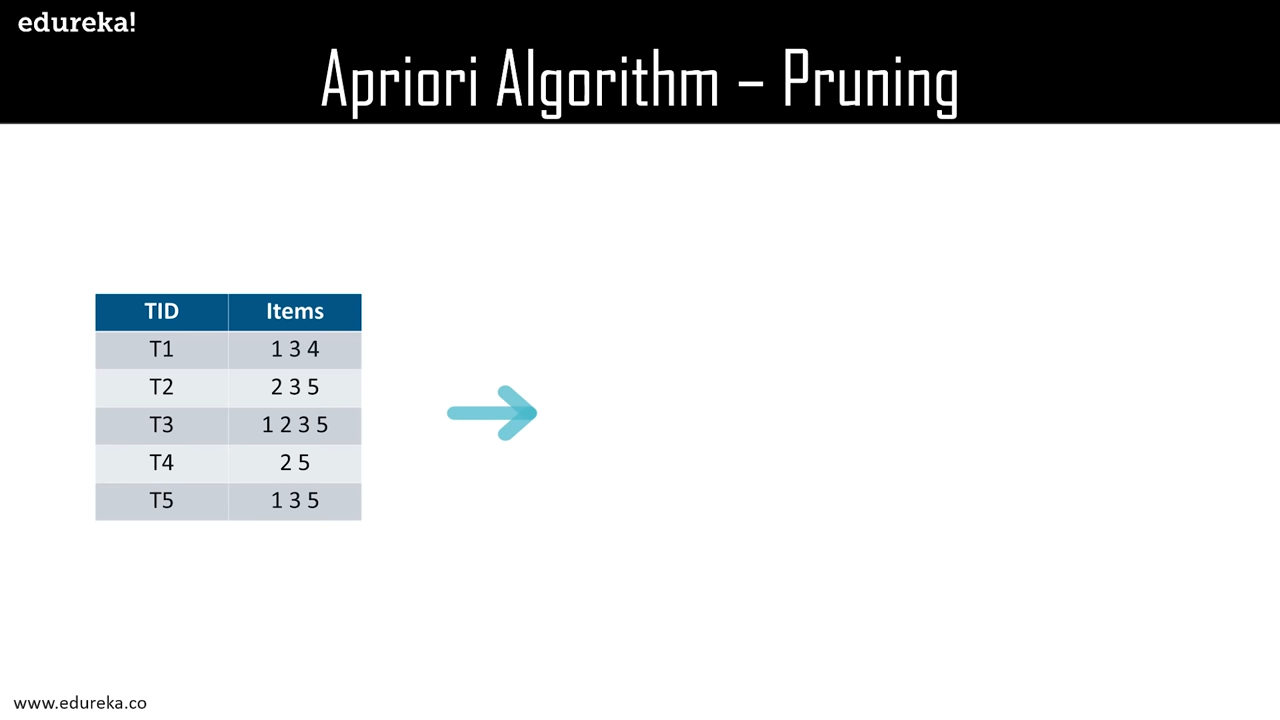 edureka!
Apriori Algorithm – Pruning
TID Items
T1 1 3 4
T2 2 3 5
T3 1 2 3 5
T4 2 5
T5 1 3 5
www.edureka.co